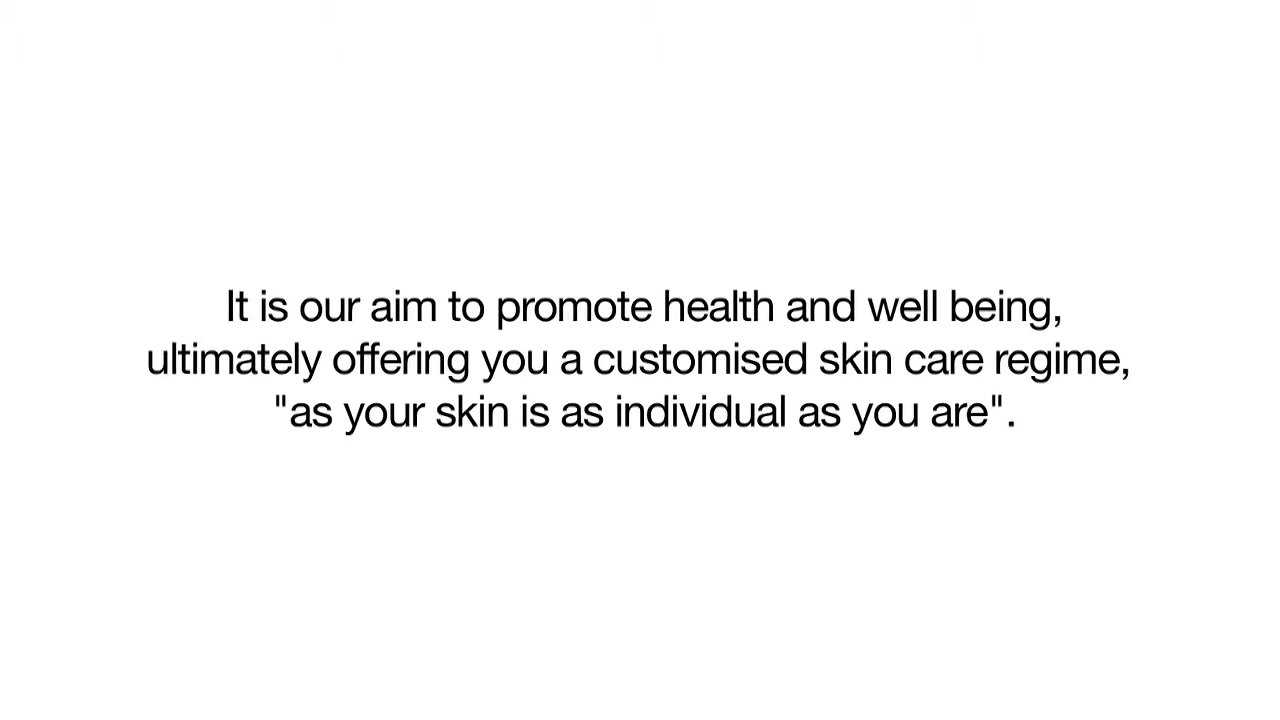 It is our aim to promote health and well being,
ultimately offering you a customised skin care regime,
"as your skin is as individual as you are".